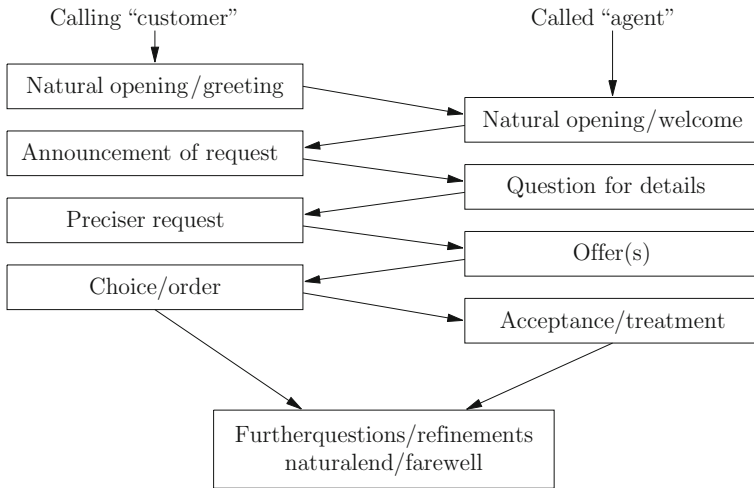 Calling “customer”
Called “agent”
Natural opening/greeting
Natural opening/welcome
Announcement of request
Question for details
Preciser request
Offer(s)
Choice/order
Acceptance/treatment
Furtherquestions/refinements
naturalend/farewell